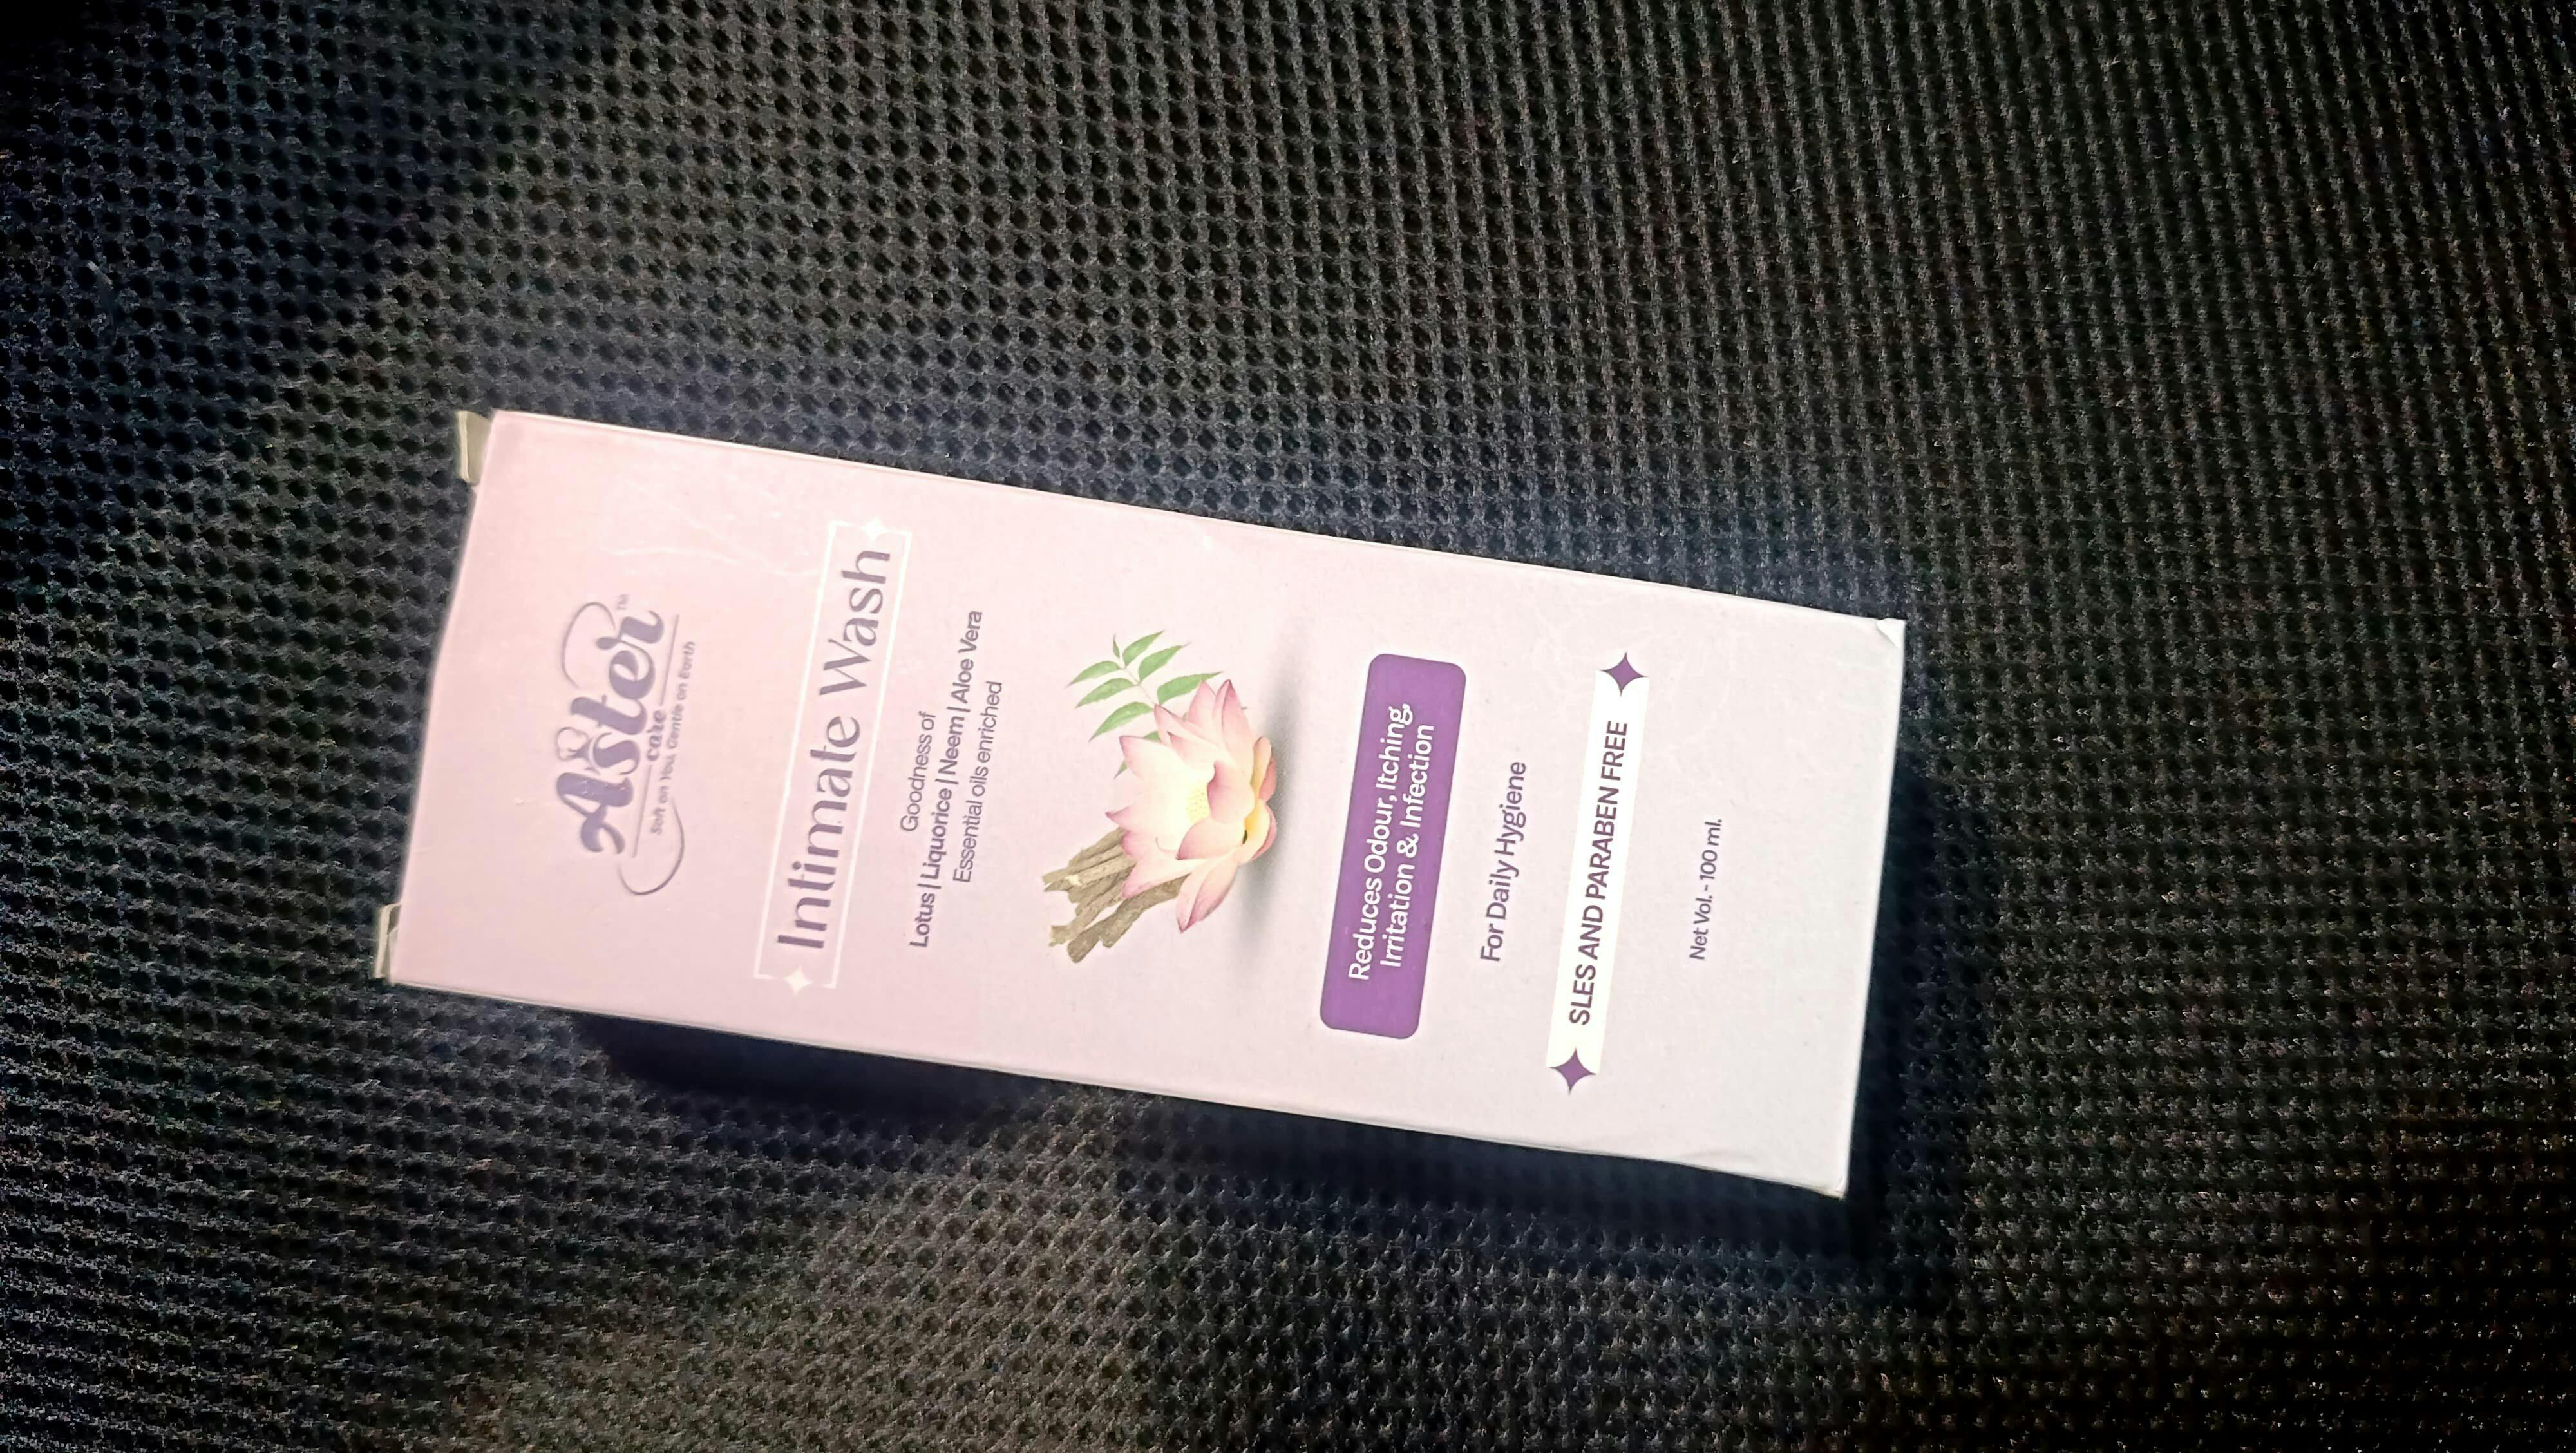 Aster™
care
Soft on You, Gentle on Earth
Intimate Wash
Goodness of
Lotus | Liquorice | Neem | Aloe Vera
Essential oils enriched
Reduces Odour, Itching,
Irritation & Infection
For Daily Hygiene
SLES AND PARABEN FREE
Net Vol. - 100 ml.